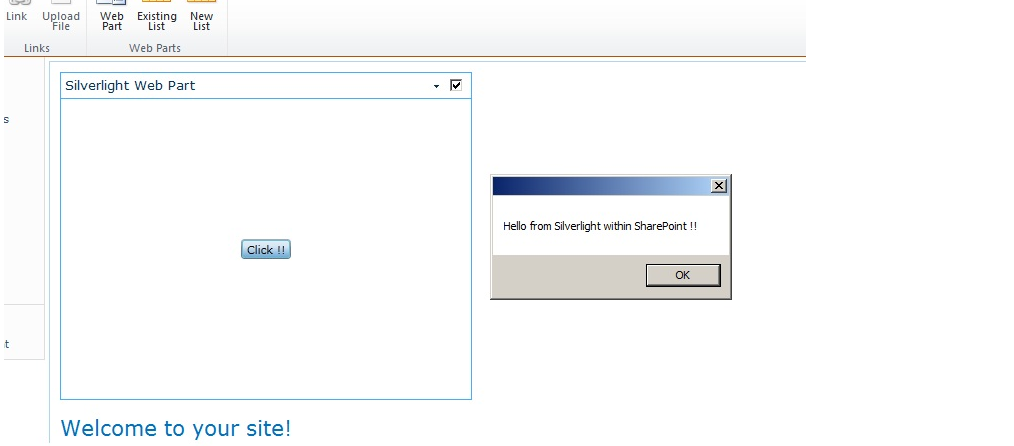 Link Upload File Web Part Existing List New List
Links Web Parts
Silverlight Web Part
s
Click !!
Hello from Silverlight within SharePoint !!
OK
t
Welcome to your site!